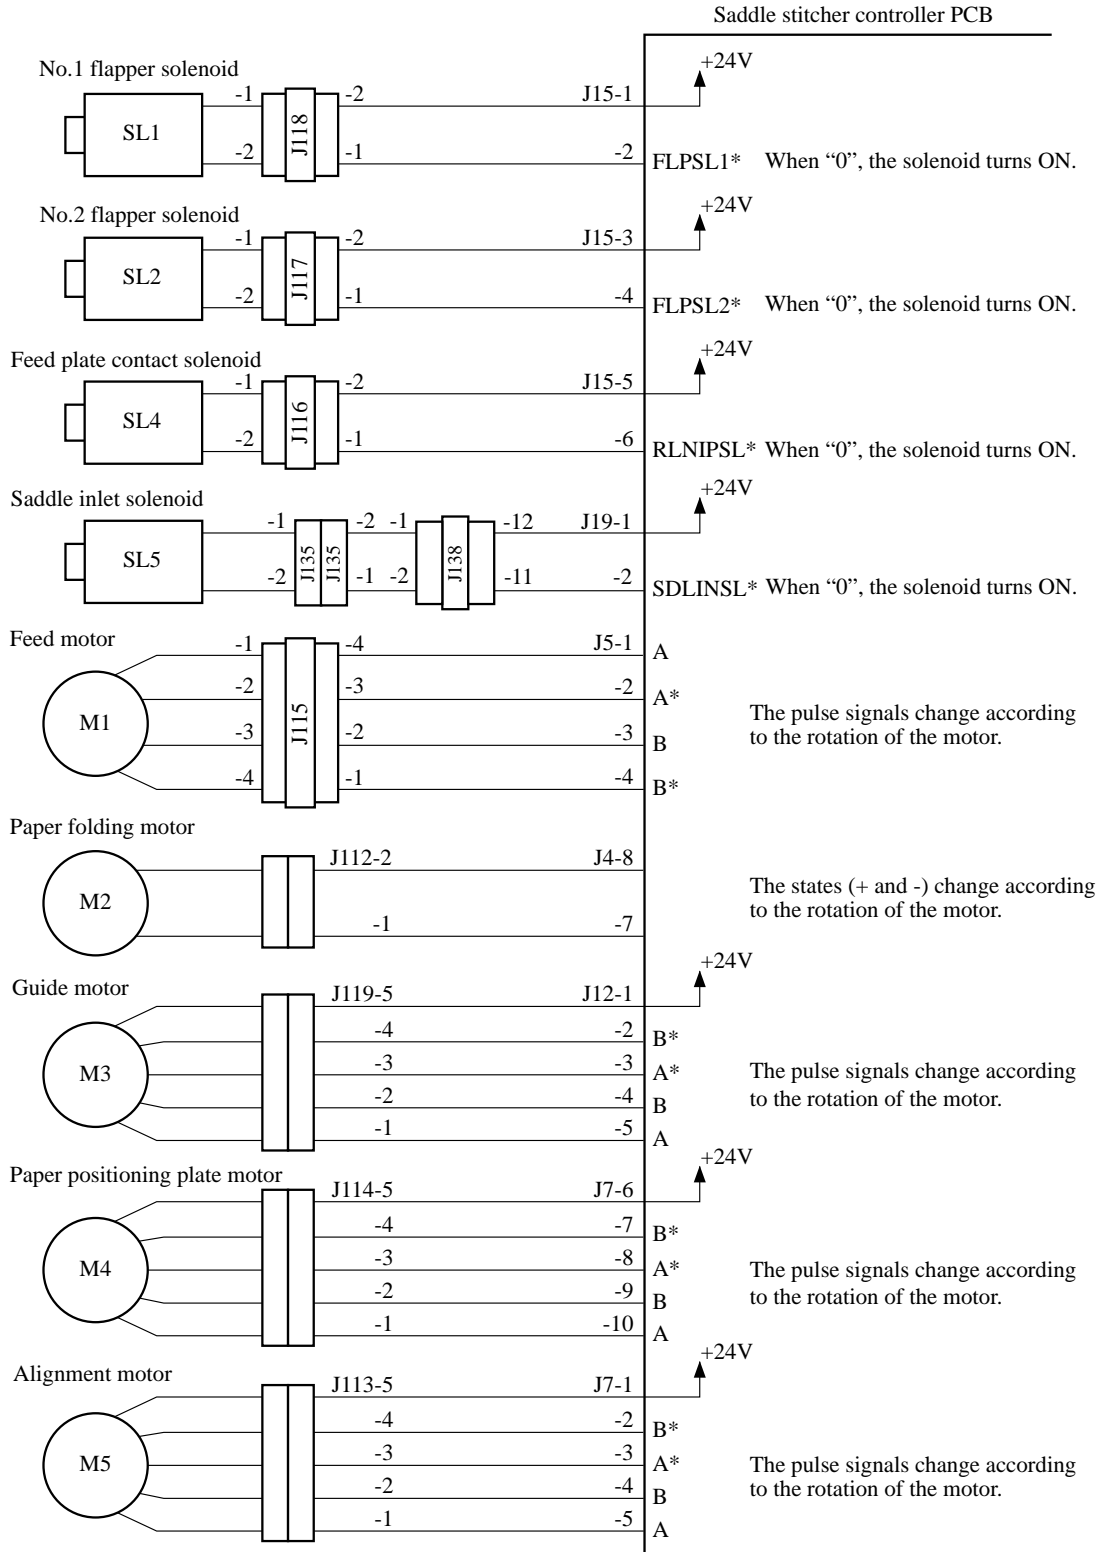 Saddle stitcher controller PCB
+24V
No.1 flapper solenoid
-1 -2 J15-1
SL1 J118
-2 -1 -2 FLPSL1* When “0”, the solenoid turns ON.
+24V
No.2 flapper solenoid
-1 -2 J15-3
SL2 J117
-2 -1 -4 FLPSL2* When “0”, the solenoid turns ON.
+24V
Feed plate contact solenoid
-1 -2 J15-5
SL4 J116
-2 -1 -6 RLNIPSL* When “0”, the solenoid turns ON.
+24V
Saddle inlet solenoid
-1 -2 -1 -12 J19-1
SL5 J135 J135 J138
-2 -1 -2 -11 -2 SDLINSL* When “0”, the solenoid turns ON.
Feed motor
-1 -4 J5-1 A
-2 -3 -2 A*
M1 J115
The pulse signals change according
to the rotation of the motor.
-3 -2 -3 B
-4 -1 -4 B*
Paper folding motor
J112-2 J4-8
M2
The states (+ and -) change according
to the rotation of the motor.
-1 -7
+24V
Guide motor
J119-5 J12-1
-4 -2 B*
M3 -3 -3 A*
The pulse signals change according
to the rotation of the motor.
-2 -4 B
-1 -5 A
+24V
Paper positioning plate motor
J114-5 J7-6
-4 -7 B*
M4 -3 -8 A*
The pulse signals change according
to the rotation of the motor.
-2 -9 B
-1 -10 A
+24V
Alignment motor
J113-5 J7-1
-4 -2 B*
M5 -3 -3 A*
The pulse signals change according
to the rotation of the motor.
-2 -4 B
-1 -5 A